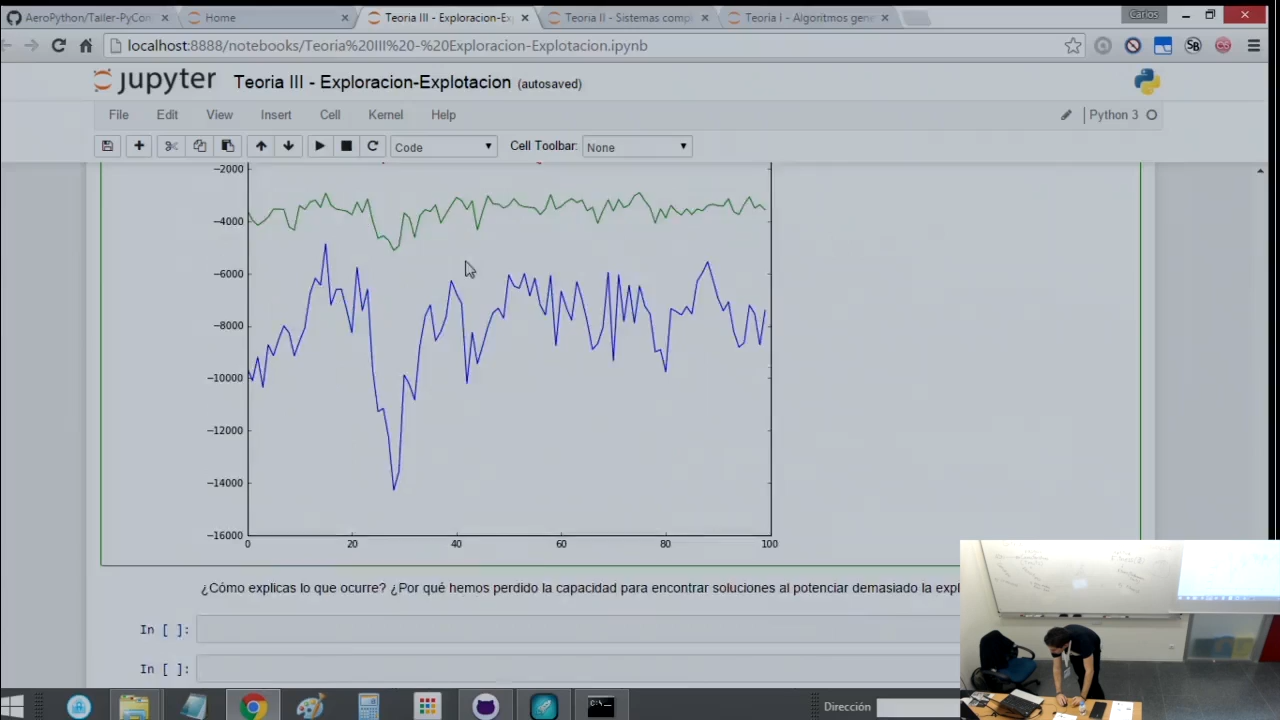 AeroPython/Taller-PyCon
Home
Teoria III - Exploracion-Ex
Teoria II - Sistemas comp
Teoria I - Algoritmos gene
Carlos
localhost:8888/notebooks/Teoria%20III%20-%20Exploracion-Explotacion.ipynb
jupyter Teoria III - Exploracion-Explotacion (autosaved)
File Edit View Insert Cell Kernel Help
Python 3
Code
Cell Toolbar: None
−2000
−4000
−6000
−8000
−10000
−12000
−14000
−16000
0 20 40 60 80 100
¿Cómo explicas lo que ocurre? ¿Por qué hemos perdido la capacidad para encontrar soluciones al potenciar demasiado la expl
In [ ]:
In [ ]:
Dirección